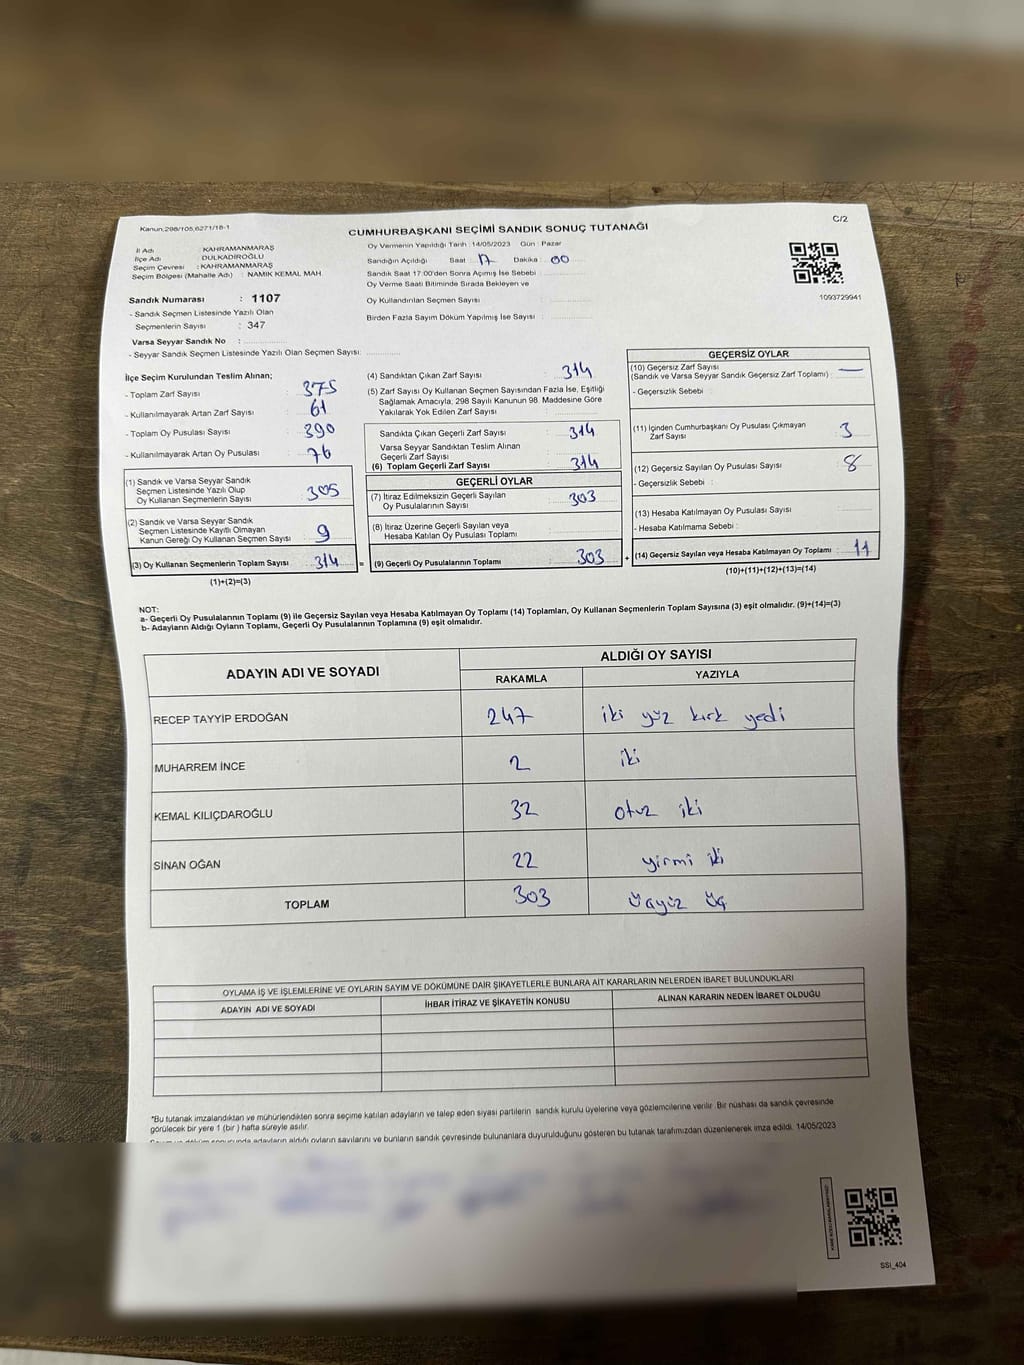 Kanun,298/105,6271/16-1
CUMHURBAŞKANI SEÇİMİ SANDIK SONUÇ TUTANAĞI
C/2
İl Adı : KAHRAMANMARAŞ
İlçe Adı : DULKADİROĞLU
Seçim Çevresi : KAHRAMANMARAŞ
Seçim Bölgesi (Mahalle Adı) : NAMIK KEMAL MAH.
Sandık Numarası : 1107
- Sandık Seçmen Listesinde Yazılı Olan
Seçmenlerin Sayısı : 347
Varsa Seyyar Sandık No :
- Seyyar Sandık Seçmen Listesinde Yazılı Olan Seçmen Sayısı:
Oy Vermenin Yapıldığı Tarih : 14/05/2023 Gün : Pazar
Sandığın Açıldığı Saat 17 Dakika : 00
Sandık Saat 17:00'den Sonra Açımış İse Sebebi :
Oy Verme Saati Bitiminde Sırada Bekleyen ve
Oy Kullandırılan Seçmen Sayısı :
Birden Fazla Sayım Döküm Yapılmış İse Sayısı :
1093729941
İlçe Seçim Kurulundan Teslim Alınan;
- Toplam Zarf Sayısı : 375
- Kullanılmayarak Artan Zarf Sayısı : 61
- Toplam Oy Pusulası Sayısı : 390
- Kullanılmayarak Artan Oy Pusulası : 76
(1) Sandık ve Varsa Seyyar Sandık
Seçmen Listesinde Yazılı Olup
Oy Kullanan Seçmenlerin Sayısı : 305
(2) Sandık ve Varsa Seyyar Sandık
Seçmen Listesinde Kayıtlı Olmayan
Kanun Gereği Oy Kullanan Seçmen Sayısı : 9
(3) Oy Kullanan Seçmenlerin Toplam Sayısı : 314
(1)+(2)=(3)
(4) Sandıktan Çıkan Zarf Sayısı : 314
(5) Zarf Sayısı Oy Kullanan Seçmen Sayısından Fazla İse, Eşitliği
Sağlamak Amacıyla, 298 Sayılı Kanunun 98. Maddesine Göre
Yakılarak Yok Edilen Zarf Sayısı :
Sandıkta Çıkan Geçerli Zarf Sayısı : 314
Varsa Seyyar Sandıktan Teslim Alınan
Geçerli Zarf Sayısı :
(6) Toplam Geçerli Zarf Sayısı : 314
GEÇERLİ OYLAR
(7) İtiraz Edilmeksizin Geçerli Sayılan
Oy Pusulalarının Sayısı : 303
(8) İtiraz Üzerine Geçerli Sayılan veya
Hesaba Katılan Oy Pusulası Toplamı :
= (9) Geçerli Oy Pusulalarının Toplamı : 303
GEÇERSİZ OYLAR
(10) Geçersiz Zarf Sayısı
(Sandık ve Varsa Seyyar Sandık Geçersiz Zarf Toplamı) : —
- Geçersizlik Sebebi :
(11) İçinden Cumhurbaşkanı Oy Pusulası Çıkmayan
Zarf Sayısı : 3
(12) Geçersiz Sayılan Oy Pusulası Sayısı : 8
- Geçersizlik Sebebi :
(13) Hesaba Katılmayan Oy Pusulası Sayısı :
- Hesaba Katılmama Sebebi :
+ (14) Geçersiz Sayılan veya Hesaba Katılmayan Oy Toplamı : 11
(10)+(11)+(12)+(13)=(14)
NOT:
a- Geçerli Oy Pusulalarının Toplamı (9) ile Geçersiz Sayılan veya Hesaba Katılmayan Oy Toplamı (14) Toplamları, Oy Kullanan Seçmenlerin Toplam Sayısına (3) eşit olmalıdır. (9)+(14)=(3)
b- Adayların Aldığı Oyların Toplamı, Geçerli Oy Pusulalarının Toplamına (9) eşit olmalıdır.
ADAYIN ADI VE SOYADI
ALDIĞI OY SAYISI
RAKAMLA YAZIYLA
RECEP TAYYİP ERDOĞAN 247 iki yüz kırk yedi
MUHARREM İNCE 2 iki
KEMAL KILIÇDAROĞLU 32 otuz iki
SİNAN OĞAN 22 yirmi iki
TOPLAM 303 üçyüz üç
OYLAMA İŞ VE İŞLEMLERİNE VE OYLARIN SAYIM VE DÖKÜMÜNE DAİR ŞİKAYETLERLE BUNLARA AİT KARARLARIN NELERDEN İBARET BULUNDUKLARI
ADAYIN ADI VE SOYADI İHBAR İTİRAZ VE ŞİKAYETİN KONUSU ALINAN KARARIN NEDEN İBARET OLDUĞU
*Bu tutanak imzalandıktan ve mühürlendikten sonra seçime katılan adayların ve talep eden siyasi partilerin sandık kurulu üyelerine veya gözlemcilerine verilir. Bir nüshası da sandık çevresinde
görülecek bir yere 1 (bir ) hafta süreyle asılır.
Sayım ve döküm sonucunda adayların aldığı oyların sayılarını ve bunların sandık çevresinde bulunanlara duyurulduğunu gösteren bu tutanak tarafımızdan düzenlenerek imza edildi. 14/05/2023
SSI_404